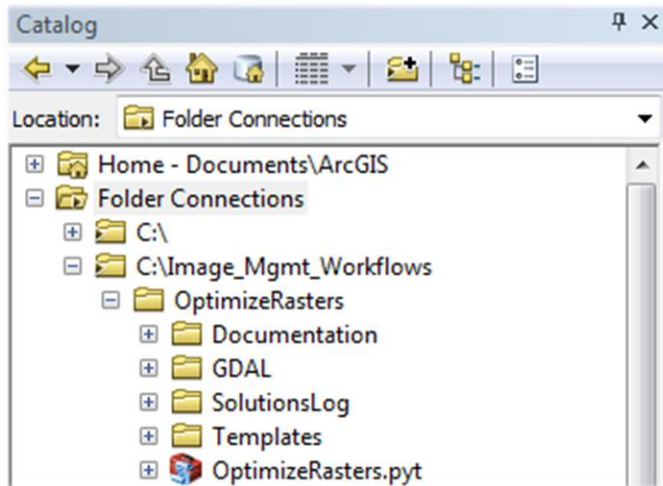 Catalog
Location: Folder Connections
Home - Documents\ArcGIS
Folder Connections
C:\
C:\Image_Mgmt_Workflows
OptimizeRasters
Documentation
GDAL
SolutionsLog
Templates
OptimizeRasters.pyt